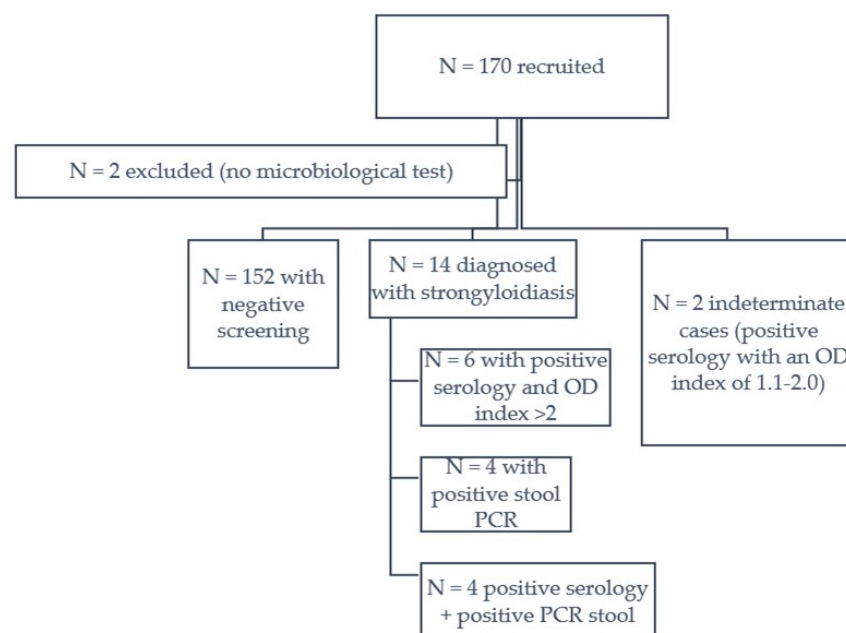 N = 170 recruited
N = 2 excluded (no microbiological test)
N = 152 with
negative
screening
N = 14 diagnosed
with strongyloidiasis
N = 2 indeterminate
cases (positive
serology with an OD
index of 1.1-2.0)
N = 6 with positive
serology and OD
index >2
N = 4 with
positive stool
PCR
N = 4 positive serology
+ positive PCR stool